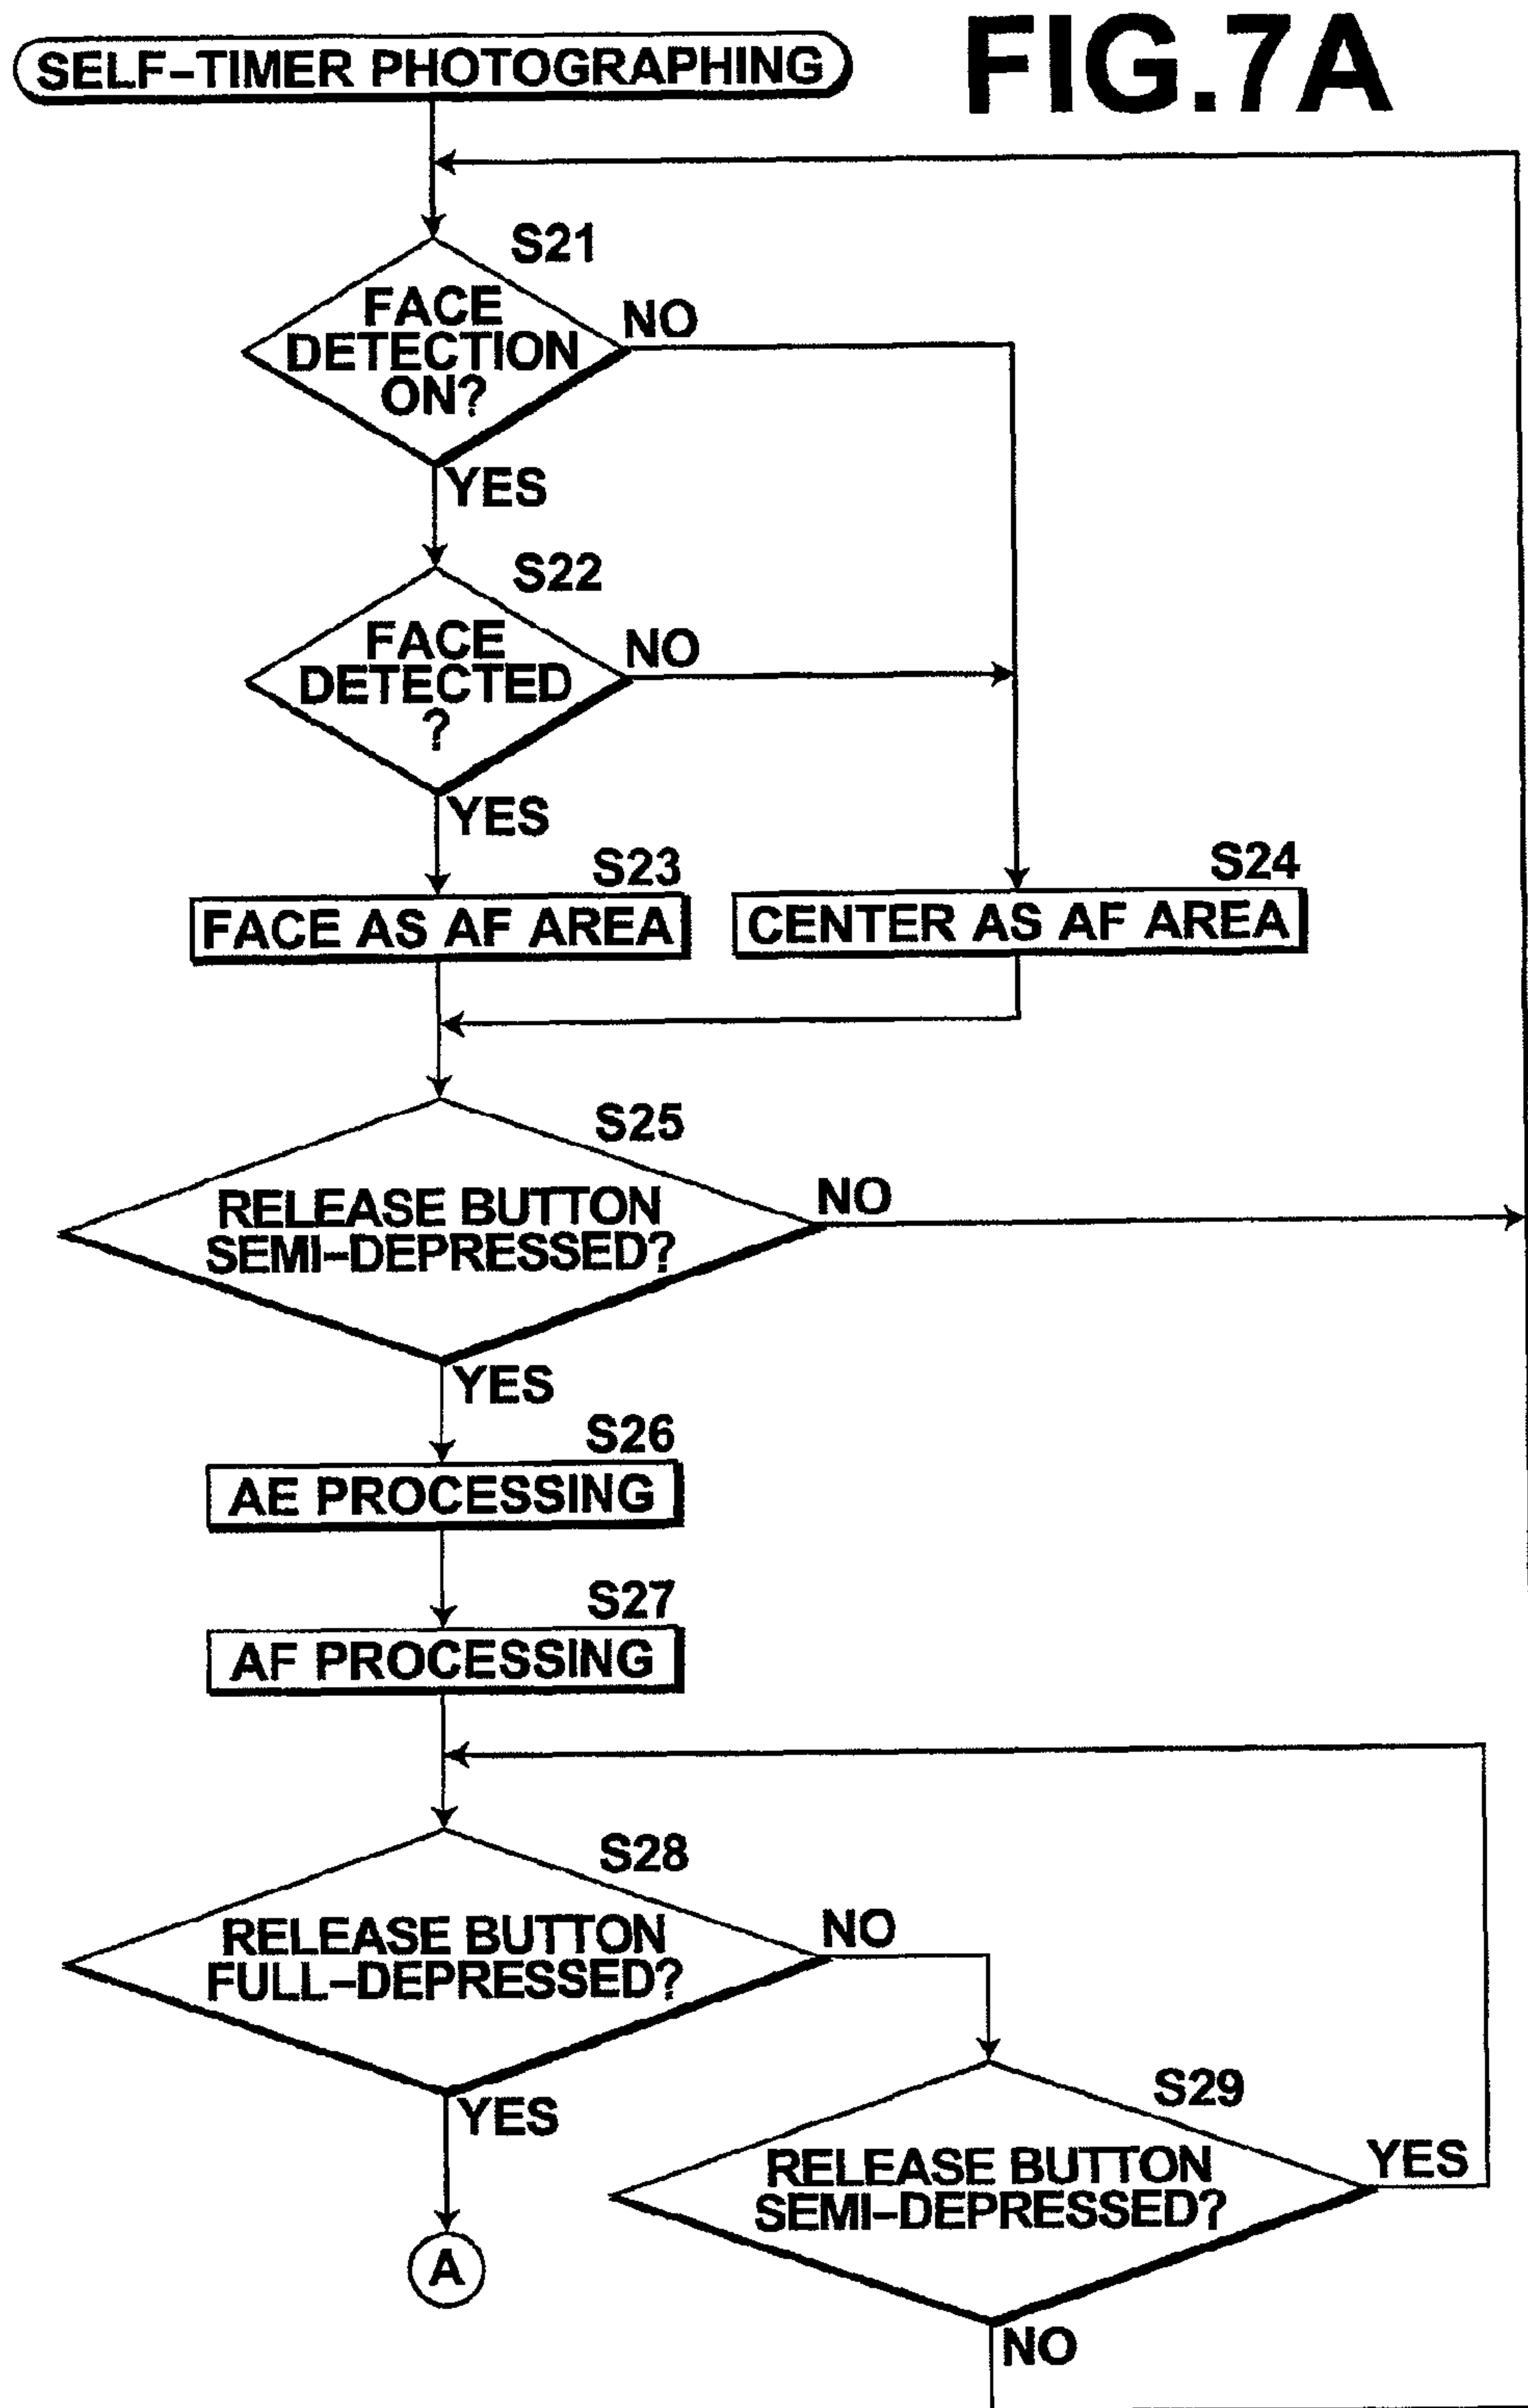 SELF-TIMER PHOTOGRAPHING
FIG.7A
S21
FACE
DETECTION
ON?
NO
YES
S22
FACE
DETECTED
?
NO
YES
S23
FACE AS AF AREA
S24
CENTER AS AF AREA
S25
RELEASE BUTTON
SEMI-DEPRESSED?
NO
YES
S26
AE PROCESSING
S27
AF PROCESSING
S28
RELEASE BUTTON
FULL-DEPRESSED?
NO
YES
S29
RELEASE BUTTON
SEMI-DEPRESSED?
YES
A
NO